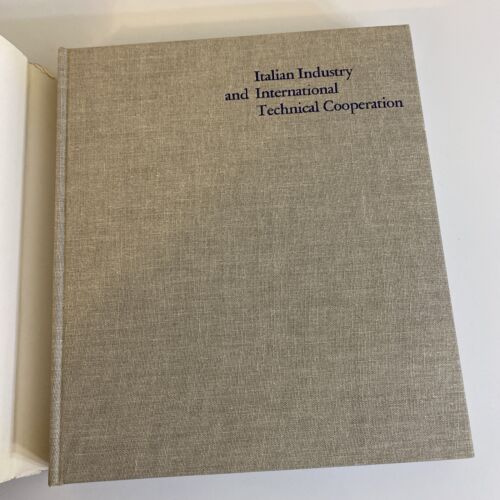 Italian Industry
and International
Technical Cooperation